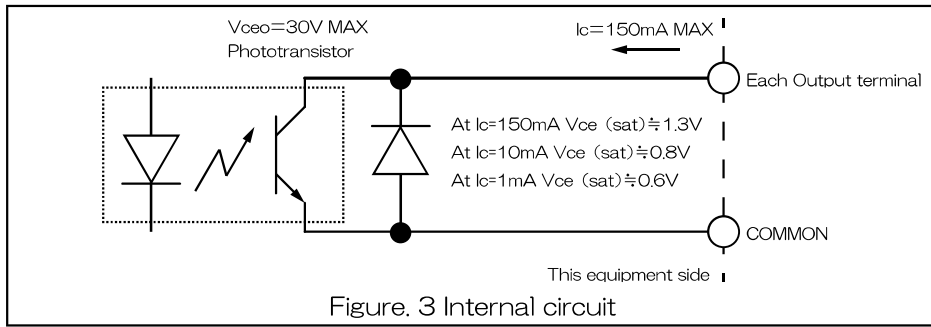 Vceo=30V MAX
Phototransistor
Ic=150mA MAX
Each Output terminal
At Ic=150mA Vce (sat)≒1.3V
At Ic=10mA Vce (sat)≒0.8V
At Ic=1mA Vce (sat)≒0.6V
COMMON
This equipment side
Figure. 3 Internal circuit